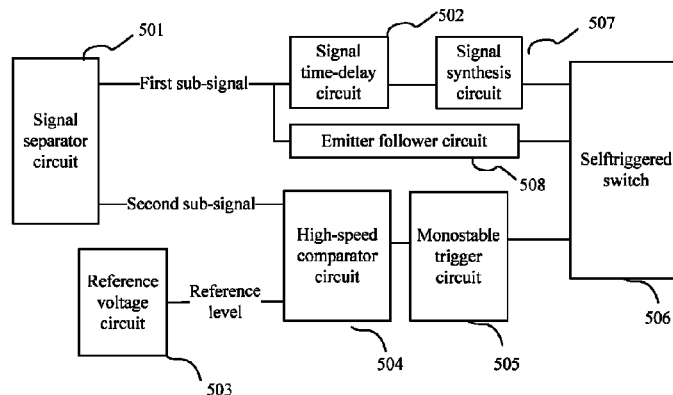 501
502
507
Signal
time-delay
circuit
Signal
synthesis
circuit
First sub-signal
Signal
separator
circuit
Emitter follower circuit
508
Selftriggered
switch
Second sub-signal
High-speed
comparator
circuit
Monostable
trigger
circuit
Reference
voltage
circuit
Reference
level
506
504
505
503